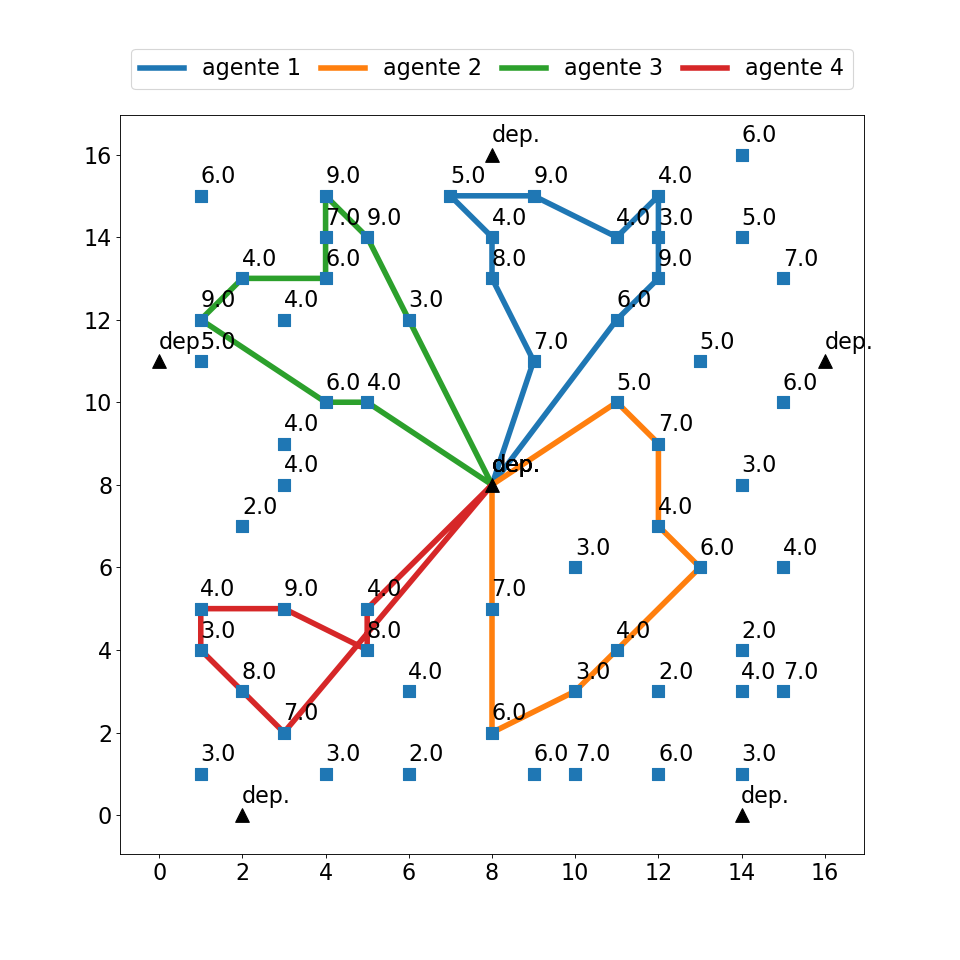 agente 1 agente 2 agente 3 agente 4
dep. 6.0
16
6.0 9.0 5.0 9.0 4.0
7.0 9.0 4.0 4.0 3.0 5.0
14
4.0 6.0 8.0 9.0 7.0
9.0 4.0 3.0 6.0
12
dep. 5.0 7.0 5.0 dep.
6.0 4.0 5.0 6.0
10
4.0 7.0
4.0 dep. dep. 3.0
8
2.0 4.0
3.0 6.0 4.0
6
4.0 9.0 4.0 7.0
3.0 8.0 4.0 2.0
4
8.0 4.0 3.0 2.0 4.0 7.0
7.0 6.0
2
3.0 3.0 2.0 6.0 7.0 6.0 3.0
dep. dep.
0
0 2 4 6 8 10 12 14 16